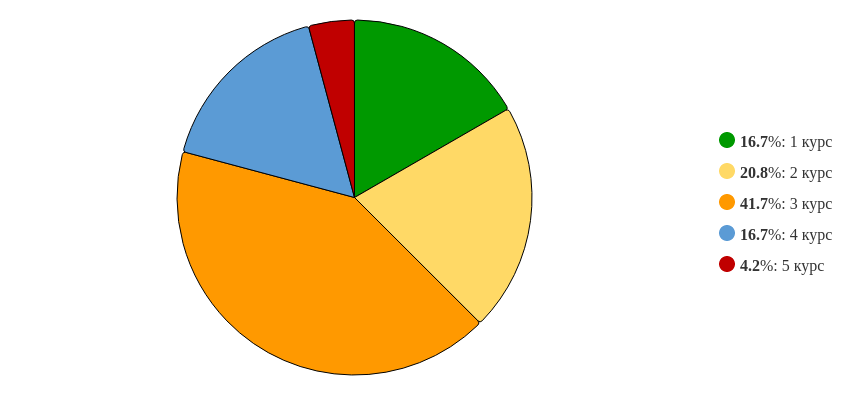 16.7%: 1 курс
20.8%: 2 курс
41.7%: 3 курс
16.7%: 4 курс
4.2%: 5 курс